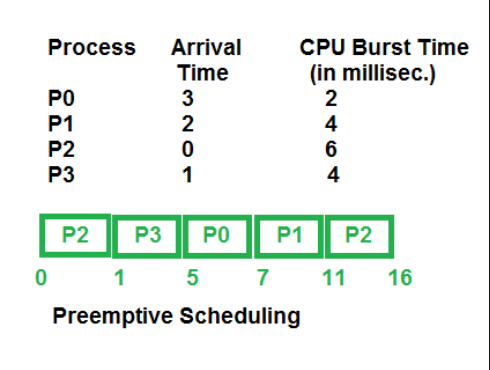 Process Arrival Time CPU Burst Time (in millisec.)
P0 3 2
P1 2 4
P2 0 6
P3 1 4
P2 P3 P0 P1 P2
0 1 5 7 11 16
Preemptive Scheduling